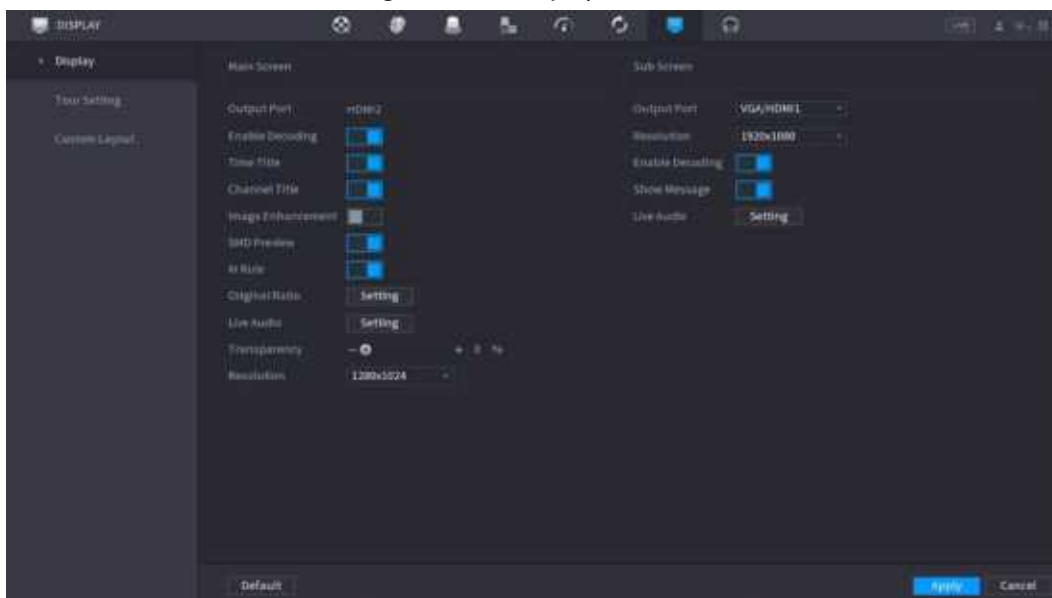 DISPLAY
LIVE
Display
Tour Setting
Custom Layout
Main Screen
Output Port HDMI2
Enable Decoding
Time Title
Channel Title
Image Enhancement
SMD Preview
AI Rule
Original Ratio Setting
Live Audio Setting
Transparency - + 0 %
Resolution 1280x1024
Sub Screen
Output Port VGA/HDMI1
Resolution 1920x1080
Enable Decoding
Show Message
Live Audio Setting
Default
Apply Cancel